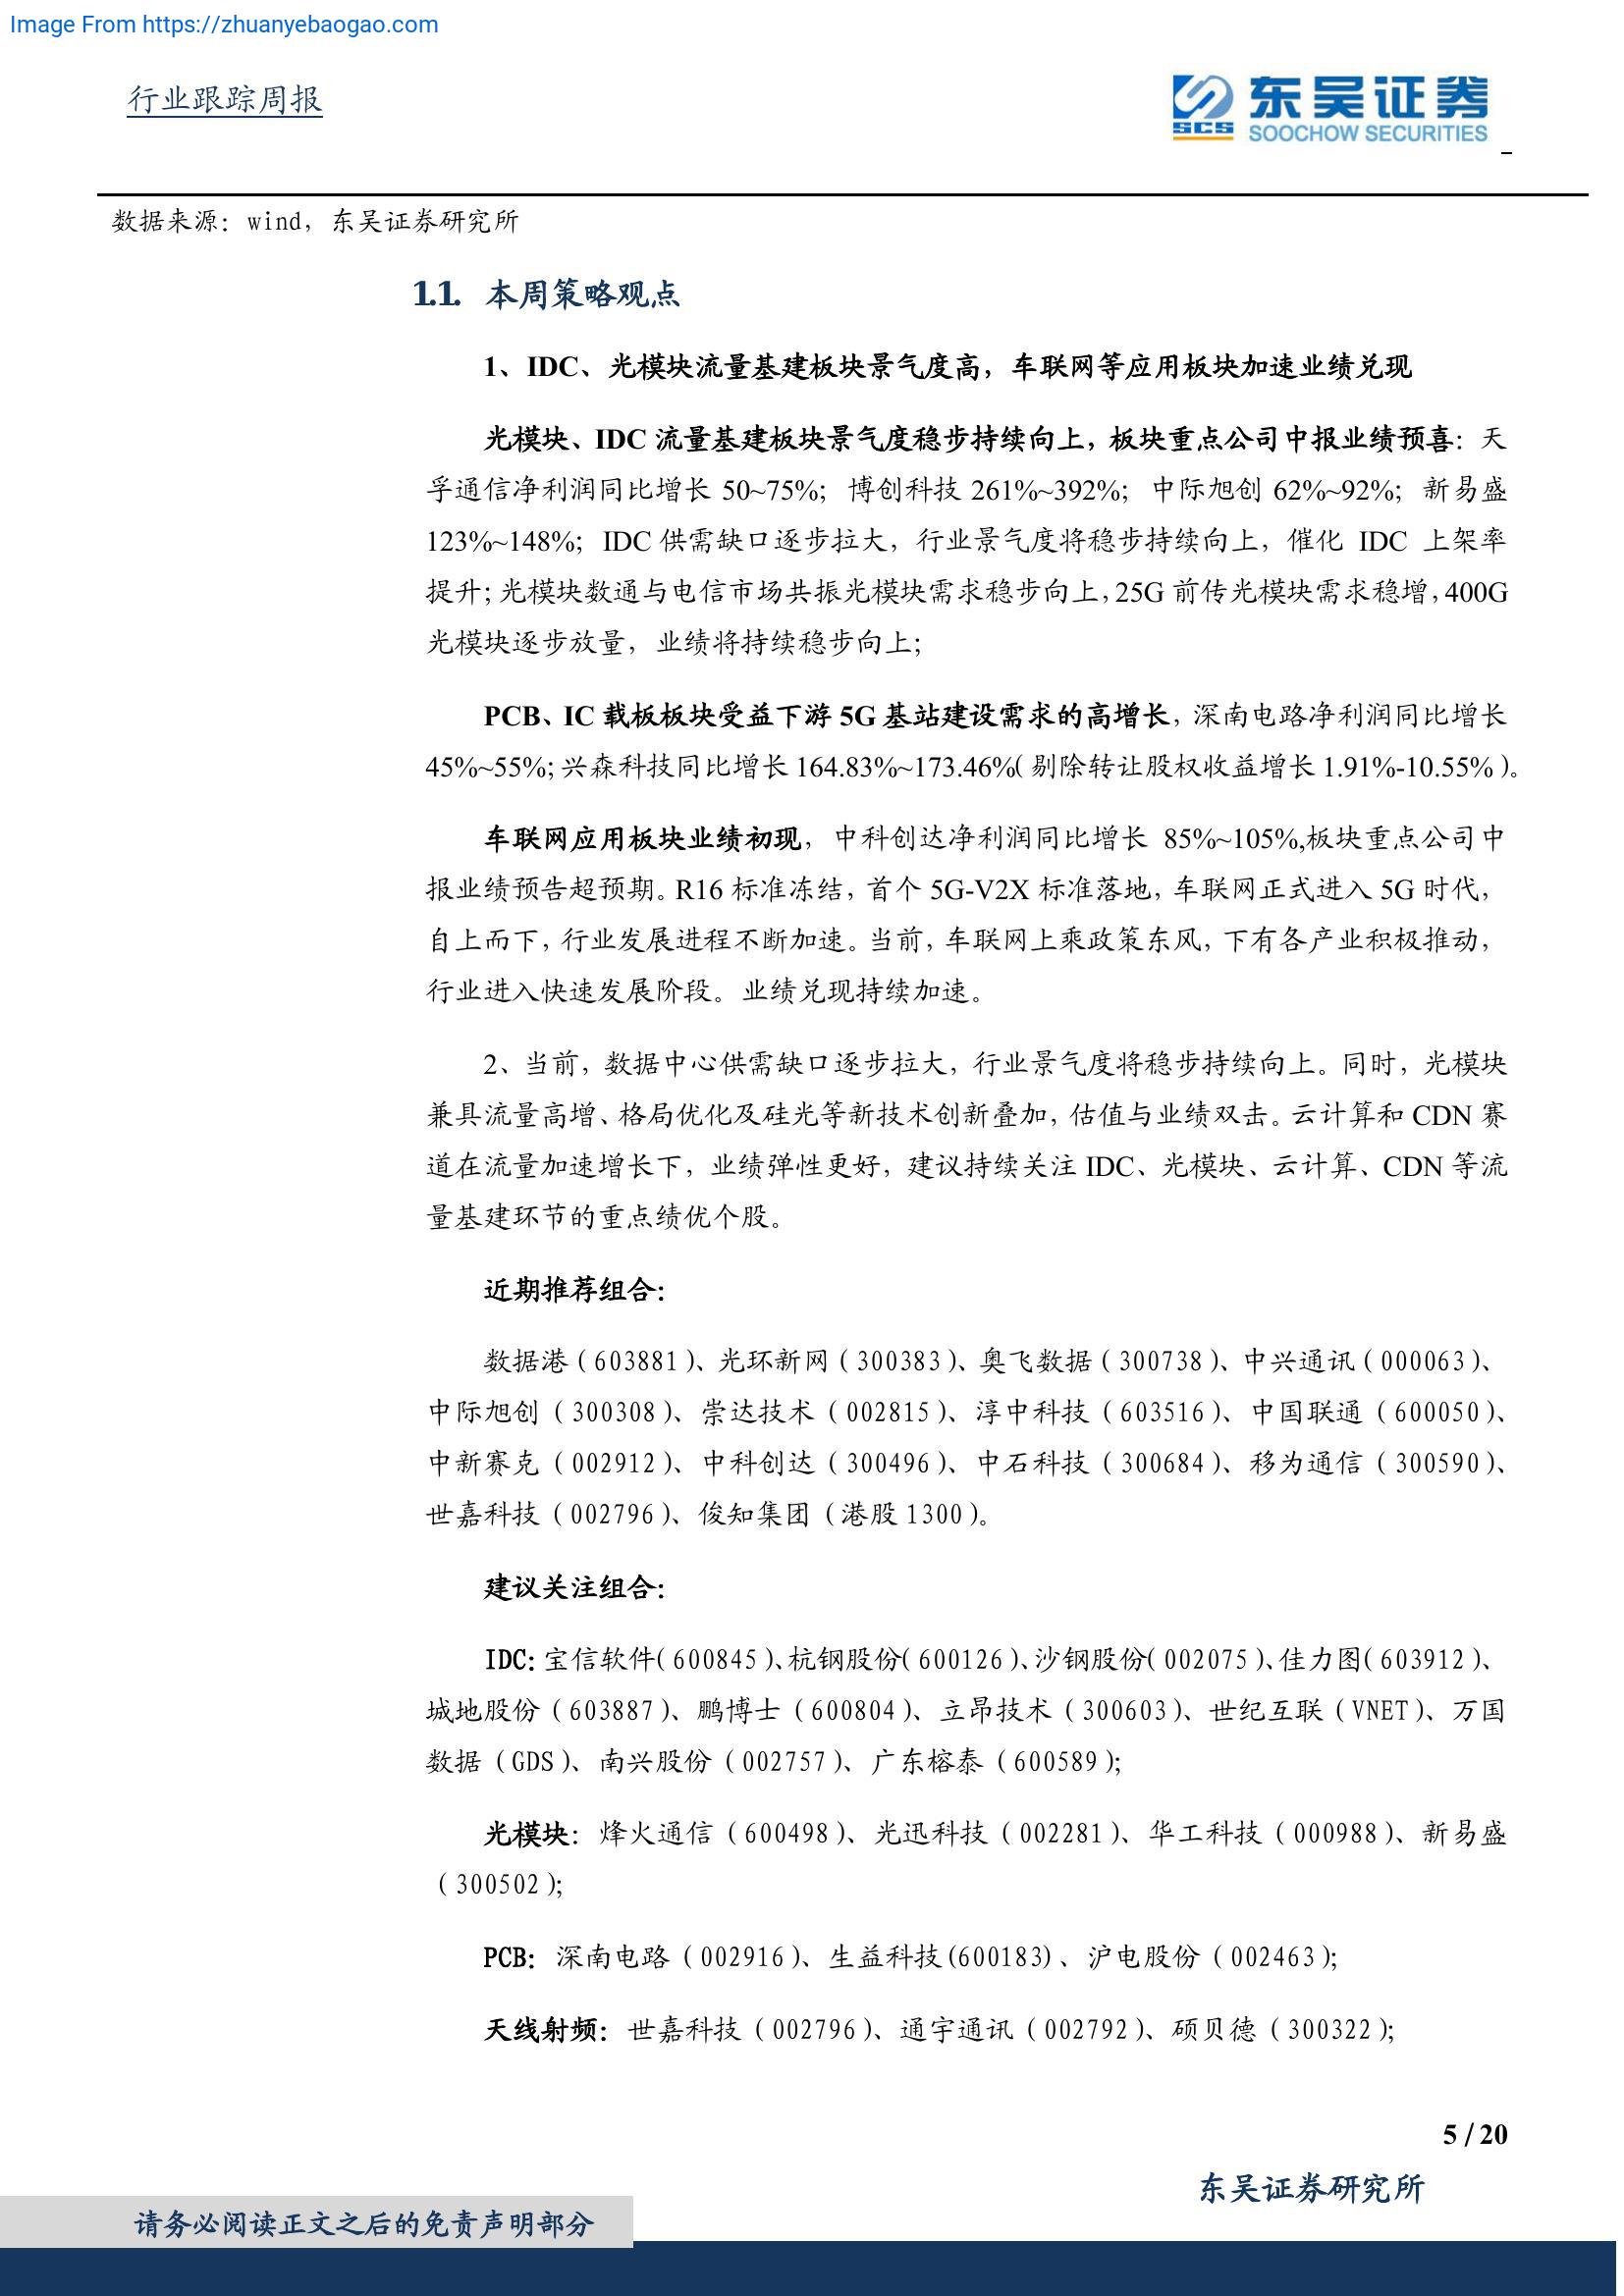 Image From https://zhuanyebaogao.com
行业跟踪周报
SCS 东吴证券
SOOCHOW SECURITIES
数据来源：wind，东吴证券研究所
1.1. 本周策略观点
1、IDC、光模块流量基建板块景气度高，车联网等应用板块加速业绩兑现
光模块、IDC 流量基建板块景气度稳步持续向上，板块重点公司中报业绩预喜：天
孚通信净利润同比增长 50~75%；博创科技 261%~392%；中际旭创 62%~92%；新易盛
123%~148%；IDC 供需缺口逐步拉大，行业景气度将稳步持续向上，催化 IDC 上架率
提升；光模块数通与电信市场共振光模块需求稳步向上，25G 前传光模块需求稳增，400G
光模块逐步放量，业绩将持续稳步向上；
PCB、IC 载板板块受益下游 5G 基站建设需求的高增长，深南电路净利润同比增长
45%~55%；兴森科技同比增长 164.83%~173.46%（剔除转让股权收益增长 1.91%-10.55%）。
车联网应用板块业绩初现，中科创达净利润同比增长 85%~105%,板块重点公司中
报业绩预告超预期。R16 标准冻结，首个 5G-V2X 标准落地，车联网正式进入 5G 时代，
自上而下，行业发展进程不断加速。当前，车联网上乘政策东风，下有各产业积极推动，
行业进入快速发展阶段。业绩兑现持续加速。
2、当前，数据中心供需缺口逐步拉大，行业景气度将稳步持续向上。同时，光模块
兼具流量高增、格局优化及硅光等新技术创新叠加，估值与业绩双击。云计算和 CDN 赛
道在流量加速增长下，业绩弹性更好，建议持续关注 IDC、光模块、云计算、CDN 等流
量基建环节的重点绩优个股。
近期推荐组合：
数据港（603881）、光环新网（300383）、奥飞数据（300738）、中兴通讯（000063）、
中际旭创（300308）、崇达技术（002815）、淳中科技（603516）、中国联通（600050）、
中新赛克（002912）、中科创达（300496）、中石科技（300684）、移为通信（300590）、
世嘉科技（002796）、俊知集团（港股 1300）。
建议关注组合：
IDC：宝信软件（600845）、杭钢股份（600126）、沙钢股份（002075）、佳力图（603912）、
城地股份（603887）、鹏博士（600804）、立昂技术（300603）、世纪互联（VNET）、万国
数据（GDS）、南兴股份（002757）、广东榕泰（600589）；
光模块：烽火通信（600498）、光迅科技（002281）、华工科技（000988）、新易盛
（300502）；
PCB：深南电路（002916）、生益科技(600183)、沪电股份（002463）；
天线射频：世嘉科技（002796）、通宇通讯（002792）、硕贝德（300322）；
5 / 20
东吴证券研究所
请务必阅读正文之后的免责声明部分